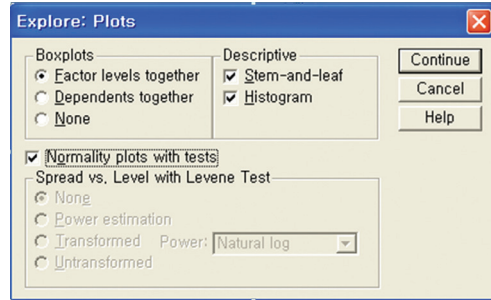 Explore: Plots
Boxplots
Factor levels together
Dependents together
None
Descriptive
Stem-and-leaf
Histogram
Continue
Cancel
Help
Normality plots with tests
Spread vs. Level with Levene Test
None
Power estimation
Transformed Power: Natural log
Untransformed